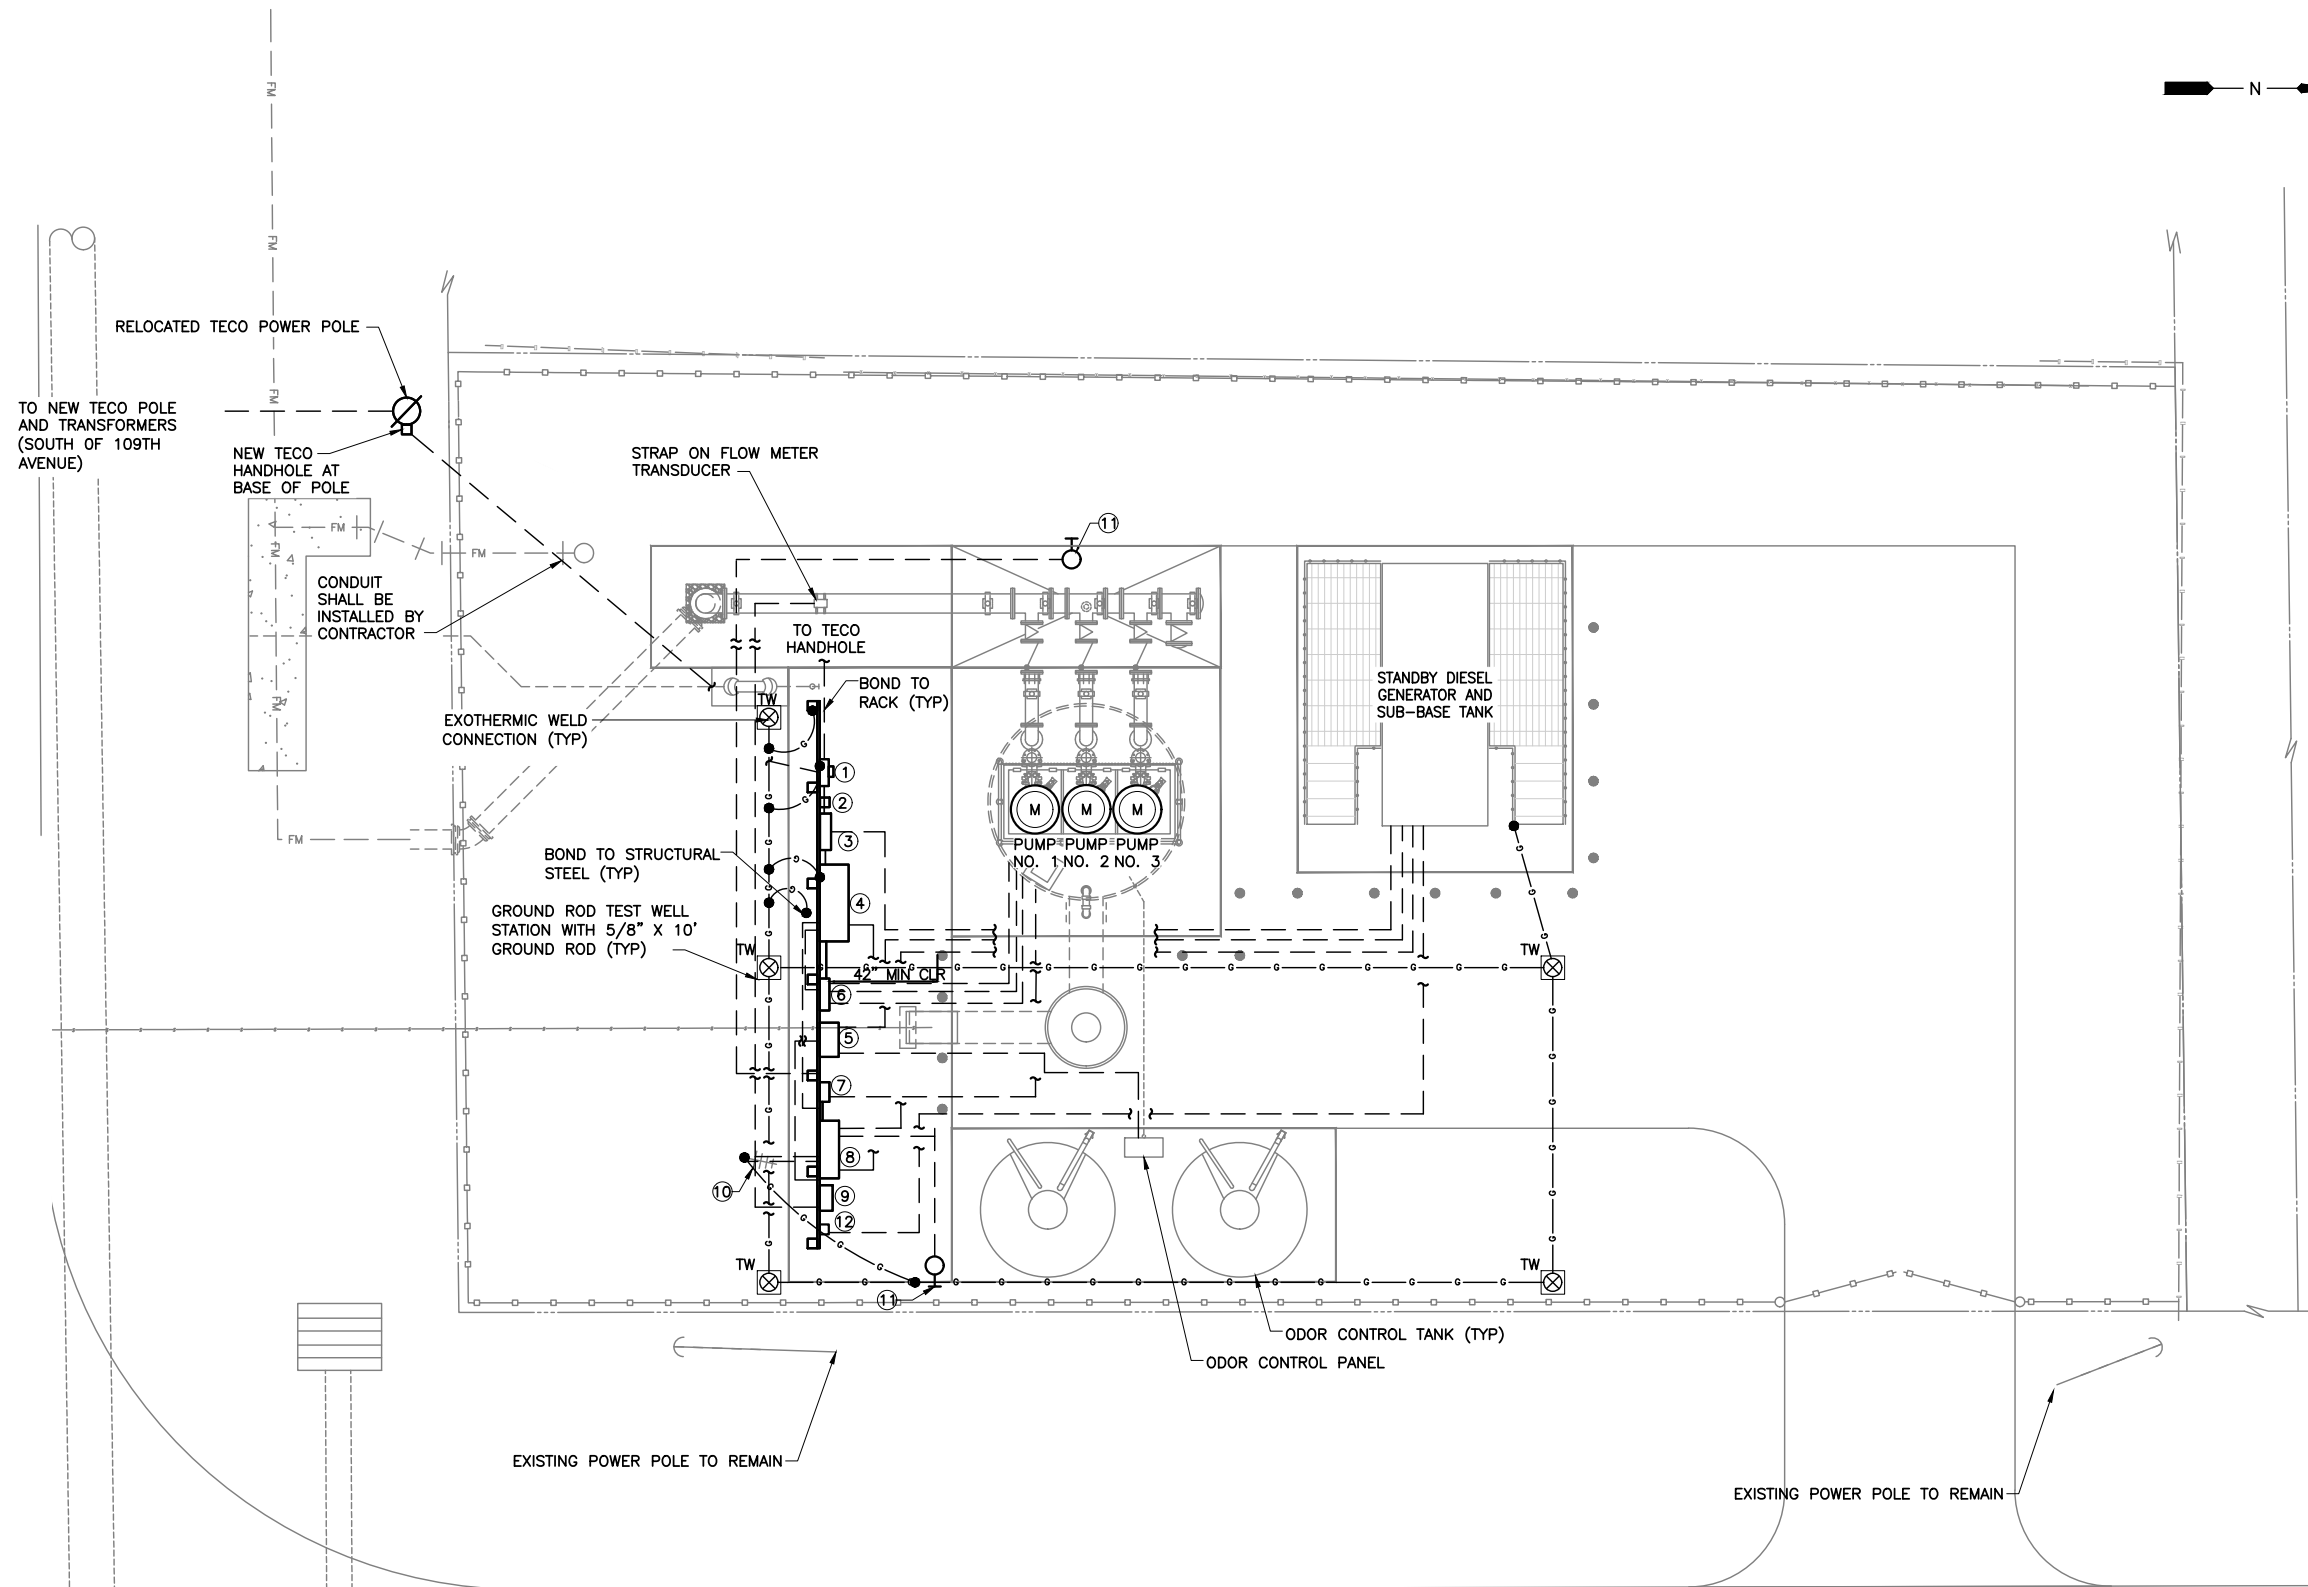 N
FM
FM
RELOCATED TECO POWER POLE
FM
TO NEW TECO POLE
AND TRANSFORMERS
(SOUTH OF 109TH
AVENUE)
NEW TECO
HANDHOLE AT
BASE OF POLE
STRAP ON FLOW METER
TRANSDUCER
11
FM
FM
FM
CONDUIT
SHALL BE
INSTALLED BY
CONTRACTOR
TO TECO
HANDHOLE
BOND TO
RACK (TYP)
STANDBY DIESEL
GENERATOR AND
SUB-BASE TANK
FM
TW
EXOTHERMIC WELD
CONNECTION (TYP)
G
1
2
G
G
3
M
M
M
PUMP
NO. 1
PUMP
NO. 2
PUMP
NO. 3
FM
BOND TO STRUCTURAL
STEEL (TYP)
G
G
G
4
GROUND ROD TEST WELL
STATION WITH 5/8" X 10'
GROUND ROD (TYP)
TW
TW
G G G G G G G G G G G G G G G G
42" MIN CLR
6
5
7
8
10
9
12
G
G
G
TW
TW
G G G G G G G G G G G G G G G G
11
ODOR CONTROL TANK (TYP)
ODOR CONTROL PANEL
EXISTING POWER POLE TO REMAIN
EXISTING POWER POLE TO REMAIN